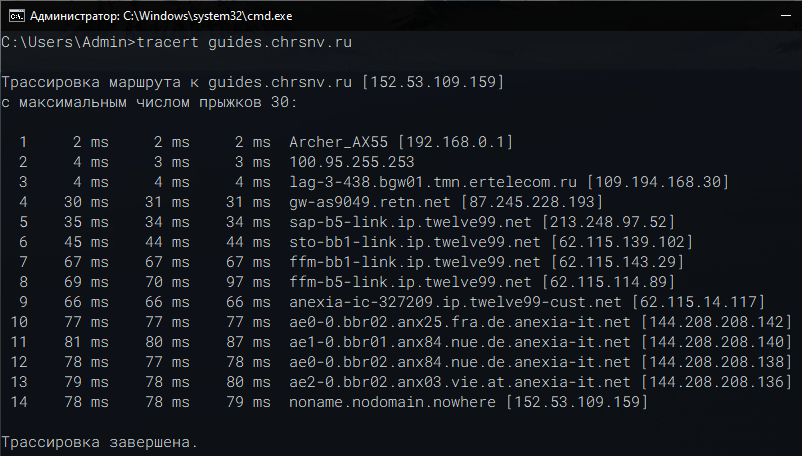 Администратор: C:\Windows\system32\cmd.exe
C:\Users\Admin>tracert guides.chrsnv.ru
Трассировка маршрута к guides.chrsnv.ru [152.53.109.159]
с максимальным числом прыжков 30:
1 2 ms 2 ms 2 ms Archer_AX55 [192.168.0.1]
2 4 ms 3 ms 3 ms 100.95.255.253
3 4 ms 4 ms 4 ms lag-3-438.bgw01.tmn.ertelecom.ru [109.194.168.30]
4 30 ms 31 ms 31 ms gw-as9049.retn.net [87.245.228.193]
5 35 ms 34 ms 34 ms sap-b5-link.ip.twelve99.net [213.248.97.52]
6 45 ms 44 ms 44 ms sto-bb1-link.ip.twelve99.net [62.115.139.102]
7 67 ms 67 ms 67 ms ffm-bb1-link.ip.twelve99.net [62.115.143.29]
8 69 ms 70 ms 97 ms ffm-b5-link.ip.twelve99.net [62.115.114.89]
9 66 ms 66 ms 66 ms anexia-ic-327209.ip.twelve99-cust.net [62.115.14.117]
10 77 ms 77 ms 77 ms ae0-0.bbr02.anx25.fra.de.anexia-it.net [144.208.208.142]
11 81 ms 80 ms 87 ms ae1-0.bbr01.anx84.nue.de.anexia-it.net [144.208.208.140]
12 78 ms 77 ms 78 ms ae0-0.bbr02.anx84.nue.de.anexia-it.net [144.208.208.138]
13 79 ms 78 ms 80 ms ae2-0.bbr02.anx03.vie.at.anexia-it.net [144.208.208.136]
14 78 ms 78 ms 79 ms noname.nodomain.nowhere [152.53.109.159]
Трассировка завершена.